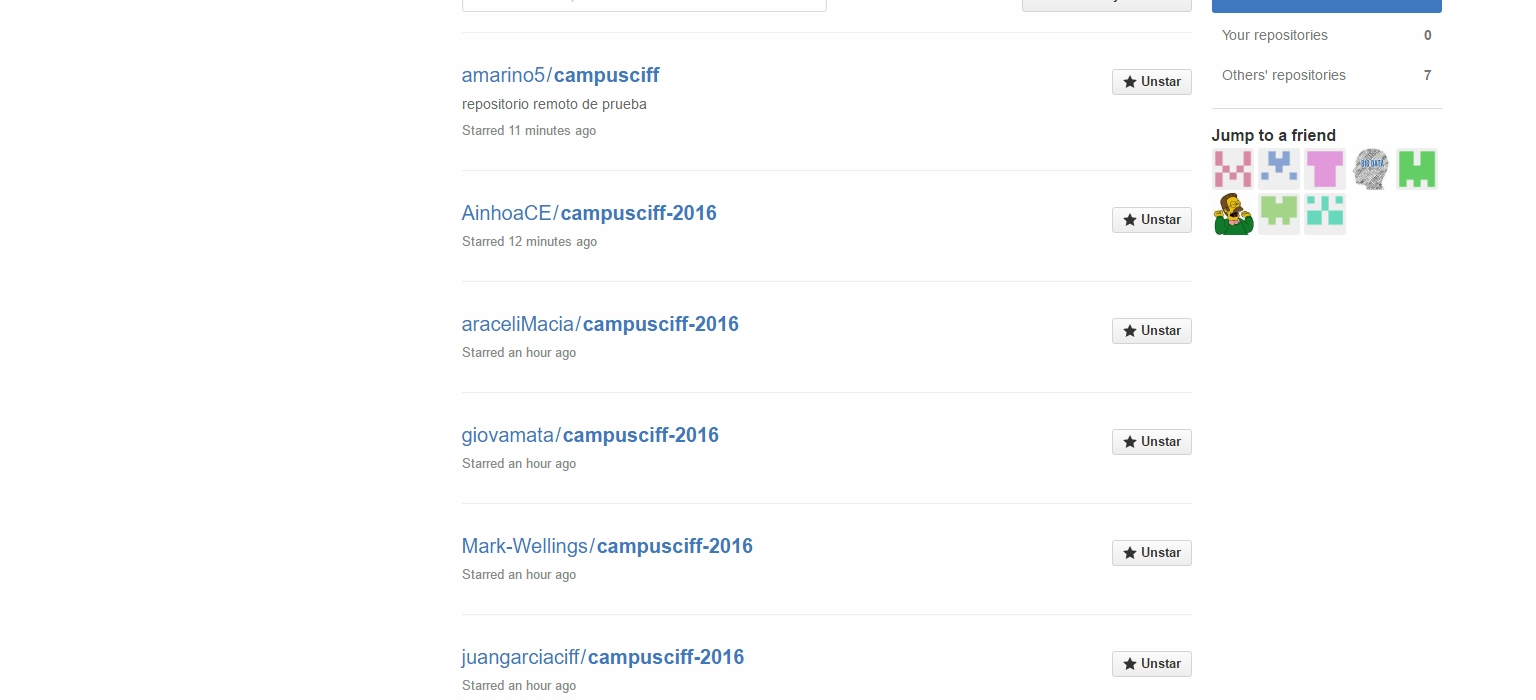 Your repositories 0
amarino5/campusciff
Unstar
Others' repositories 7
repositorio remoto de prueba
Starred 11 minutes ago
Jump to a friend
BIG DATA
AinhoaCE/campusciff-2016
Unstar
Starred 12 minutes ago
araceliMacia/campusciff-2016
Unstar
Starred an hour ago
giovamata/campusciff-2016
Unstar
Starred an hour ago
Mark-Wellings/campusciff-2016
Unstar
Starred an hour ago
juangarciaciff/campusciff-2016
Unstar
Starred an hour ago